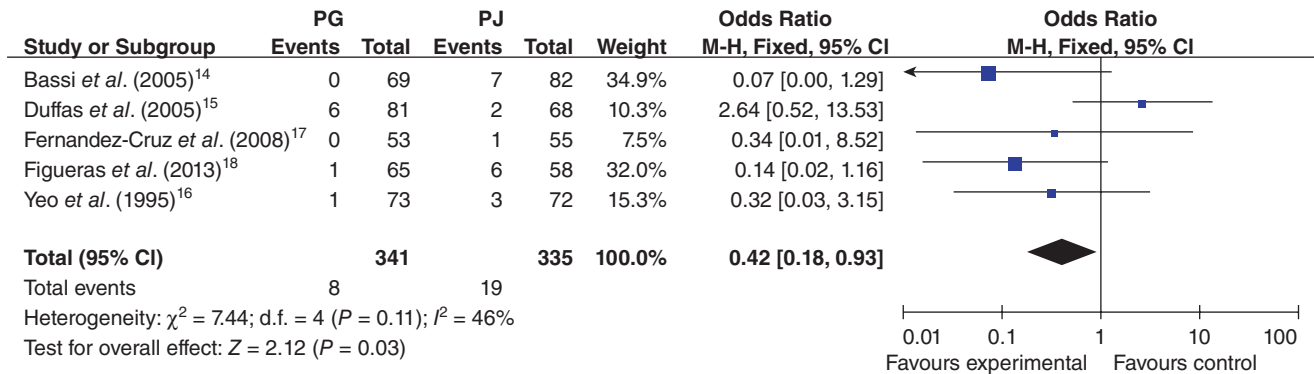 PG PJ Odds Ratio Odds Ratio
Study or Subgroup Events Total Events Total Weight M-H, Fixed, 95% CI M-H, Fixed, 95% CI
Bassi et al. (2005)¹⁴ 0 69 7 82 34.9% 0.07 [0.00, 1.29]
Duffas et al. (2005)¹⁵ 6 81 2 68 10.3% 2.64 [0.52, 13.53]
Fernandez-Cruz et al. (2008)¹⁷ 0 53 1 55 7.5% 0.34 [0.01, 8.52]
Figueras et al. (2013)¹⁸ 1 65 6 58 32.0% 0.14 [0.02, 1.16]
Yeo et al. (1995)¹⁶ 1 73 3 72 15.3% 0.32 [0.03, 3.15]
Total (95% CI) 341 335 100.0% 0.42 [0.18, 0.93]
Total events 8 19
Heterogeneity: χ² = 7.44; d.f. = 4 (P = 0.11); I² = 46%
Test for overall effect: Z = 2.12 (P = 0.03)
0.01 0.1 1 10 100
Favours experimental Favours control